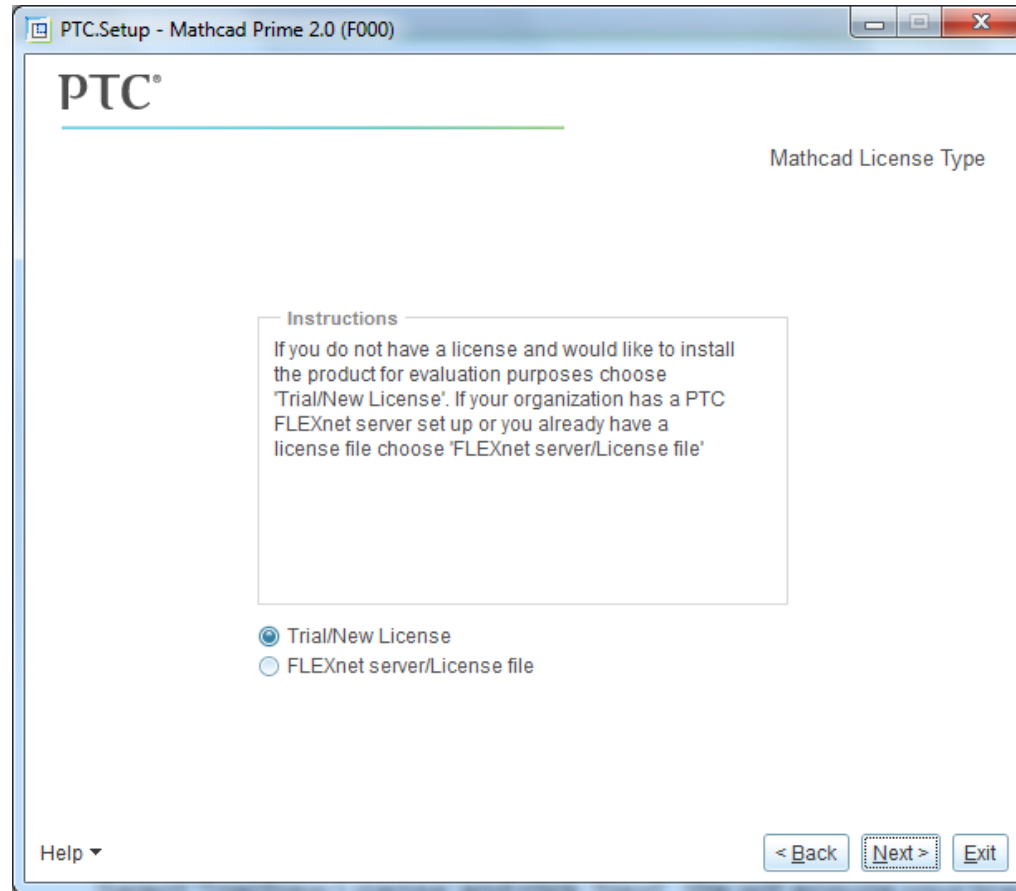 PTC.Setup - Mathcad Prime 2.0 (F000)
PTC®
Mathcad License Type
Instructions
If you do not have a license and would like to install
the product for evaluation purposes choose
'Trial/New License'. If your organization has a PTC
FLEXnet server set up or you already have a
license file choose 'FLEXnet server/License file'
Trial/New License
FLEXnet server/License file
Help
< Back
Next >
Exit